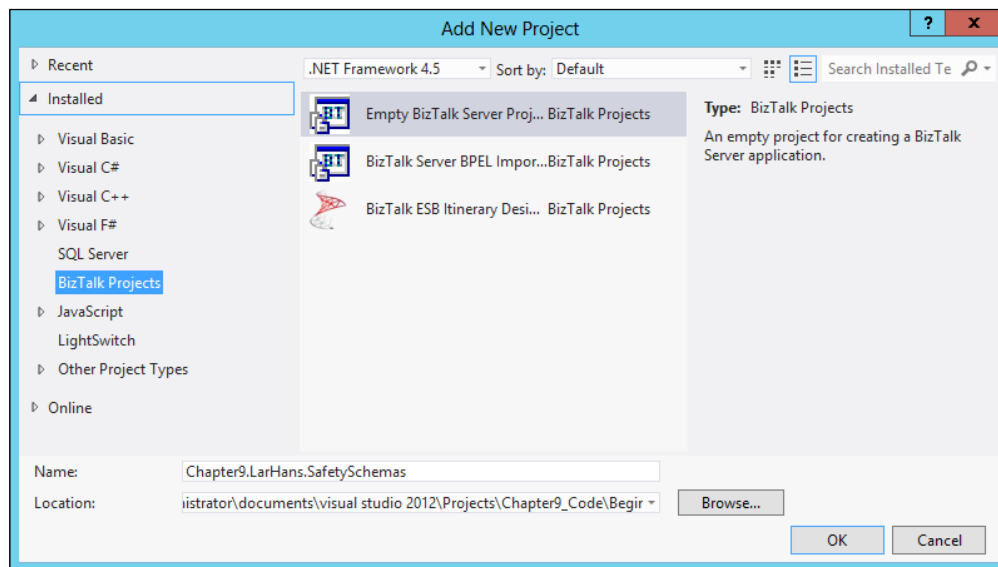 Add New Project
?
x
Recent
.NET Framework 4.5
Sort by:
Default
Search Installed Te
Installed
Visual Basic
Visual C#
Visual C++
Visual F#
SQL Server
BizTalk Projects
JavaScript
LightSwitch
Other Project Types
Online
BT
Empty BizTalk Server Proj... BizTalk Projects
BT
BizTalk Server BPEL Impor...BizTalk Projects
BizTalk ESB Itinerary Desi... BizTalk Projects
Type: BizTalk Projects
An empty project for creating a BizTalk
Server application.
Name:
Chapter9.LarHans.SafetySchemas
Location:
nistrator\documents\visual studio 2012\Projects\Chapter9_Code\Begir
Browse...
OK
Cancel